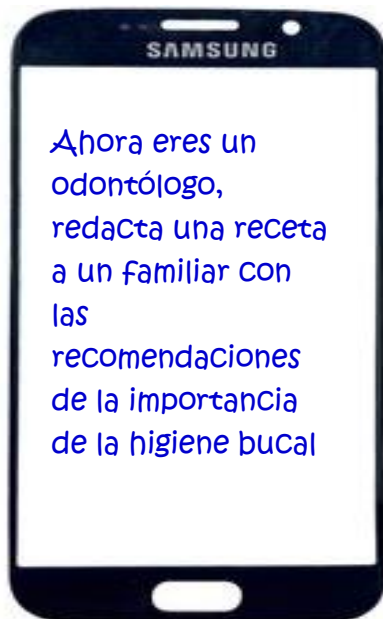 SAMSUNG
Ahora eres un
odontólogo,
redacta una receta
a un familiar con
las
recomendaciones
de la importancia
de la higiene bucal